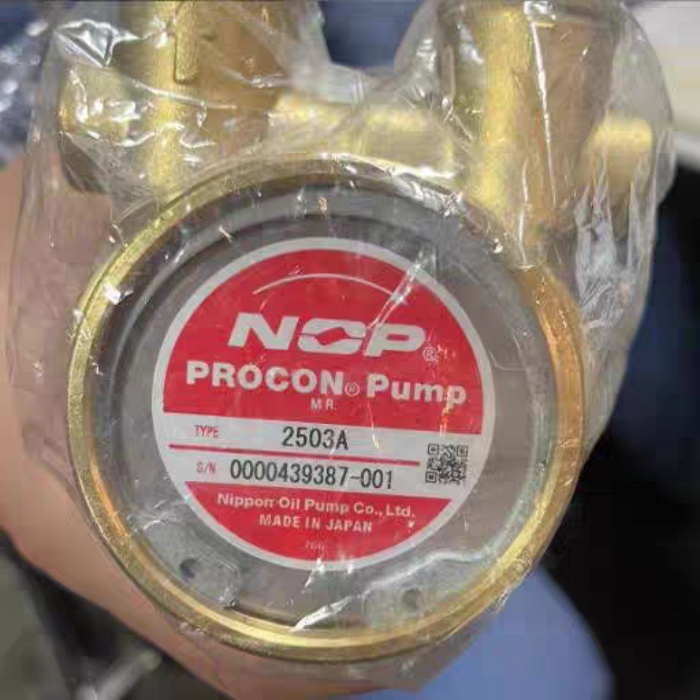 NOP®
PROCON® Pump
M.R.
TYPE 2503A
S/N 0000439387-001
Nippon Oil Pump Co., Ltd.
MADE IN JAPAN